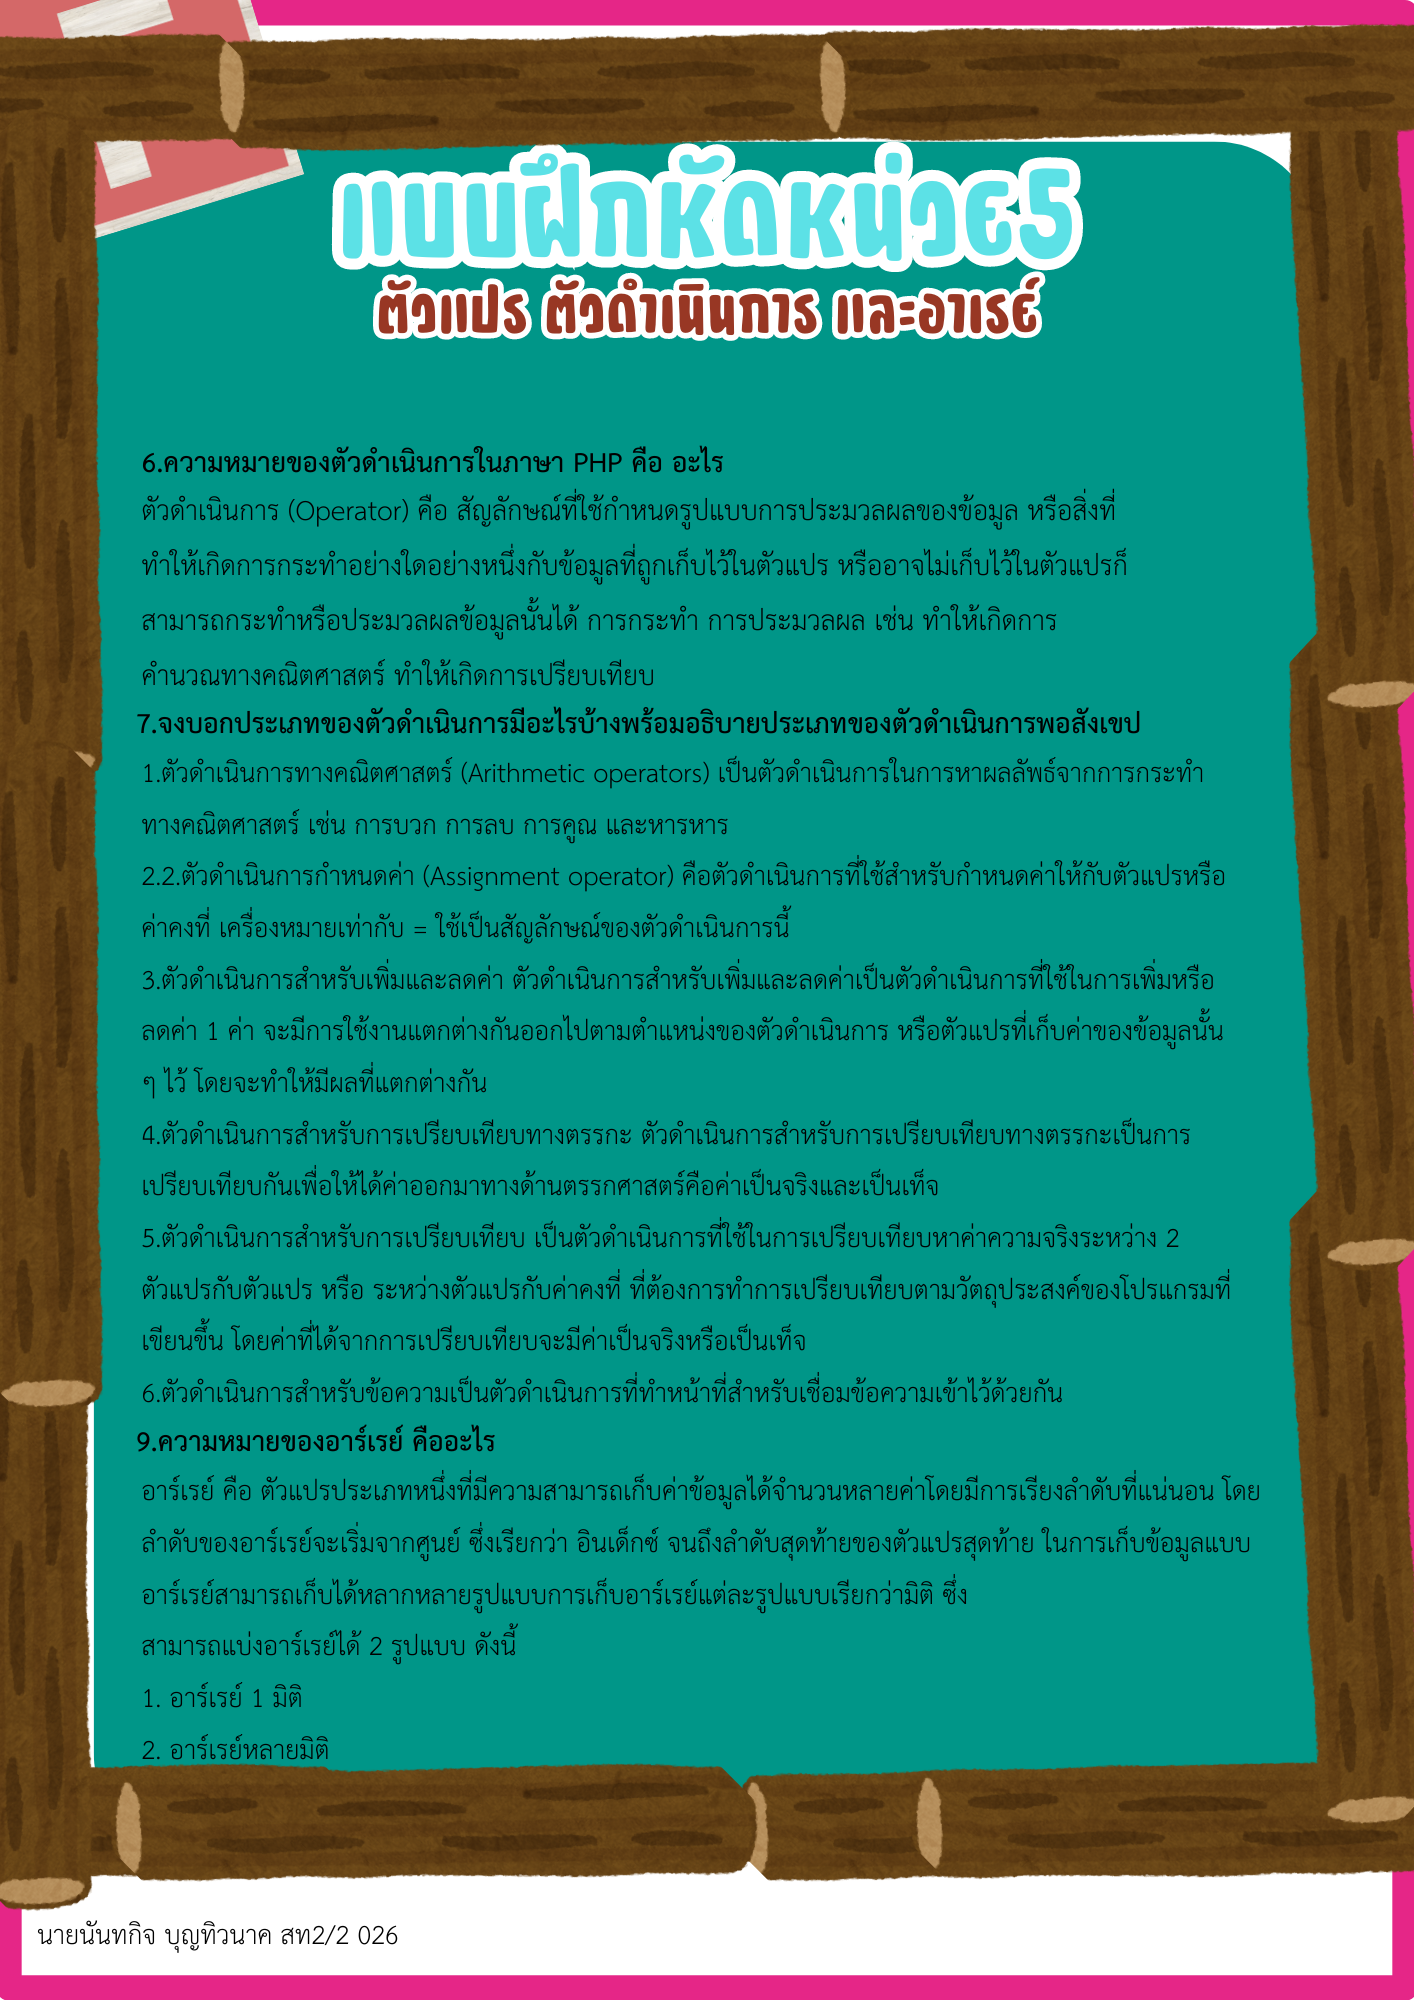 แบบฝึกหัดหน่วย5
ตัวแปร ตัวดำเนินการ และอาเรย์
6.ความหมายของตัวดำเนินการในภาษา PHP คือ อะไร
ตัวดำเนินการ (Operator) คือ สัญลักษณ์ที่ใช้กำหนดรูปแบบการประมวลผลของข้อมูล หรือสิ่งที่
ทำให้เกิดการกระทำอย่างใดอย่างหนึ่งกับข้อมูลที่ถูกเก็บไว้ในตัวแปร หรืออาจไม่เก็บไว้ในตัวแปรก็
สามารถกระทำหรือประมวลผลข้อมูลนั้นได้ การกระทำ การประมวลผล เช่น ทำให้เกิดการ
คำนวณทางคณิตศาสตร์ ทำให้เกิดการเปรียบเทียบ
7.จงบอกประเภทของตัวดำเนินการมีอะไรบ้างพร้อมอธิบายประเภทของตัวดำเนินการพอสังเขป
1.ตัวดำเนินการทางคณิตศาสตร์ (Arithmetic operators) เป็นตัวดำเนินการในการหาผลลัพธ์จากการกระทำ
ทางคณิตศาสตร์ เช่น การบวก การลบ การคูณ และหารหาร
2.2.ตัวดำเนินการกำหนดค่า (Assignment operator) คือตัวดำเนินการที่ใช้สำหรับกำหนดค่าให้กับตัวแปรหรือ
ค่าคงที่ เครื่องหมายเท่ากับ = ใช้เป็นสัญลักษณ์ของตัวดำเนินการนี้
3.ตัวดำเนินการสำหรับเพิ่มและลดค่า ตัวดำเนินการสำหรับเพิ่มและลดค่าเป็นตัวดำเนินการที่ใช้ในการเพิ่มหรือ
ลดค่า 1 ค่า จะมีการใช้งานแตกต่างกันออกไปตามตำแหน่งของตัวดำเนินการ หรือตัวแปรที่เก็บค่าของข้อมูลนั้น
ๆ ไว้ โดยจะทำให้มีผลที่แตกต่างกัน
4.ตัวดำเนินการสำหรับการเปรียบเทียบทางตรรกะ ตัวดำเนินการสำหรับการเปรียบเทียบทางตรรกะเป็นการ
เปรียบเทียบกันเพื่อให้ได้ค่าออกมาทางด้านตรรกศาสตร์คือค่าเป็นจริงและเป็นเท็จ
5.ตัวดำเนินการสำหรับการเปรียบเทียบ เป็นตัวดำเนินการที่ใช้ในการเปรียบเทียบหาค่าความจริงระหว่าง 2
ตัวแปรกับตัวแปร หรือ ระหว่างตัวแปรกับค่าคงที่ ที่ต้องการทำการเปรียบเทียบตามวัตถุประสงค์ของโปรแกรมที่
เขียนขึ้น โดยค่าที่ได้จากการเปรียบเทียบจะมีค่าเป็นจริงหรือเป็นเท็จ
6.ตัวดำเนินการสำหรับข้อความเป็นตัวดำเนินการที่ทำหน้าที่สำหรับเชื่อมข้อความเข้าไว้ด้วยกัน
9.ความหมายของอาร์เรย์ คืออะไร
อาร์เรย์ คือ ตัวแปรประเภทหนึ่งที่มีความสามารถเก็บค่าข้อมูลได้จำนวนหลายค่าโดยมีการเรียงลำดับที่แน่นอน โดย
ลำดับของอาร์เรย์จะเริ่มจากศูนย์ ซึ่งเรียกว่า อินเด็กซ์ จนถึงลำดับสุดท้ายของตัวแปรสุดท้าย ในการเก็บข้อมูลแบบ
อาร์เรย์สามารถเก็บได้หลากหลายรูปแบบการเก็บอาร์เรย์แต่ละรูปแบบเรียกว่ามิติ ซึ่ง
สามารถแบ่งอาร์เรย์ได้ 2 รูปแบบ ดังนี้
1. อาร์เรย์ 1 มิติ
2. อาร์เรย์หลายมิติ
นายนันทกิจ บุญทิวนาค สท2/2 026